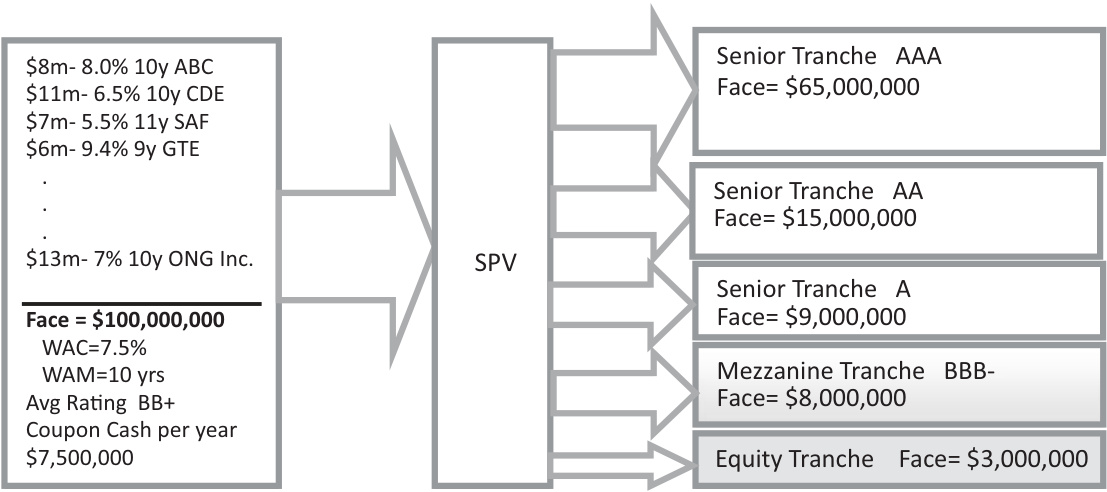 $8m- 8.0% 10y ABC
$11m- 6.5% 10y CDE
$7m- 5.5% 11y SAF
$6m- 9.4% 9y GTE
.
.
.
$13m- 7% 10y ONG Inc.
Face = $100,000,000
WAC=7.5%
WAM=10 yrs
Avg Rating BB+
Coupon Cash per year
$7,500,000
SPV
Senior Tranche AAA
Face= $65,000,000
Senior Tranche AA
Face= $15,000,000
Senior Tranche A
Face= $9,000,000
Mezzanine Tranche BBB-
Face= $8,000,000
Equity Tranche Face= $3,000,000